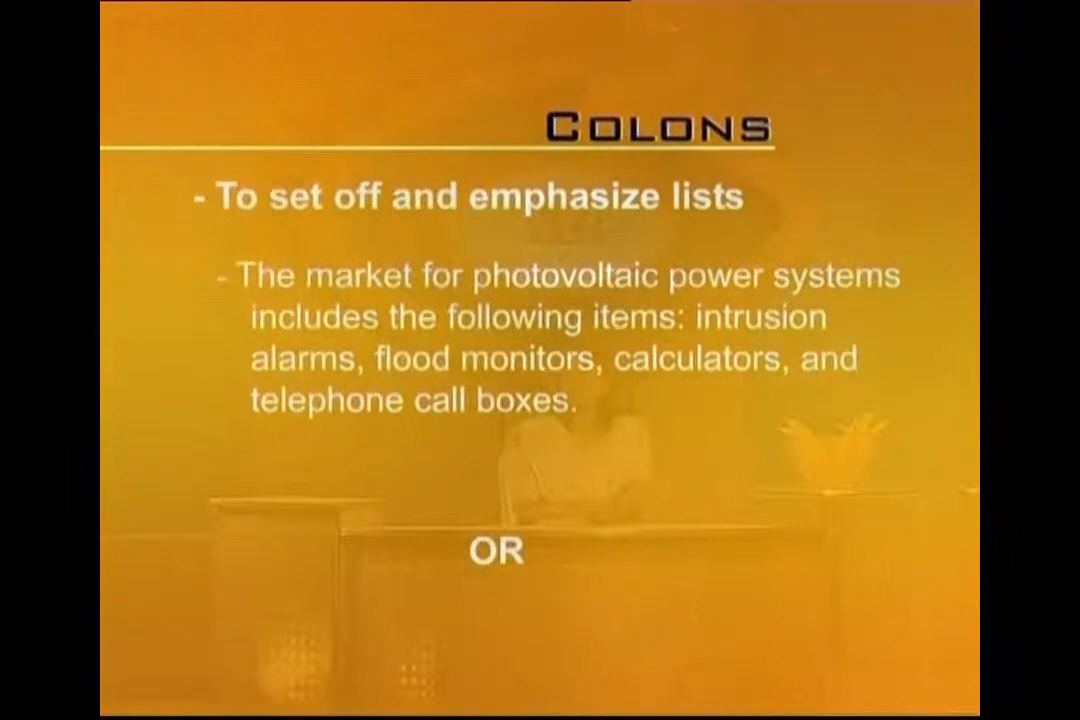 COLONS
- To set off and emphasize lists
- The market for photovoltaic power systems
includes the following items: intrusion
alarms, flood monitors, calculators, and
telephone call boxes.
OR